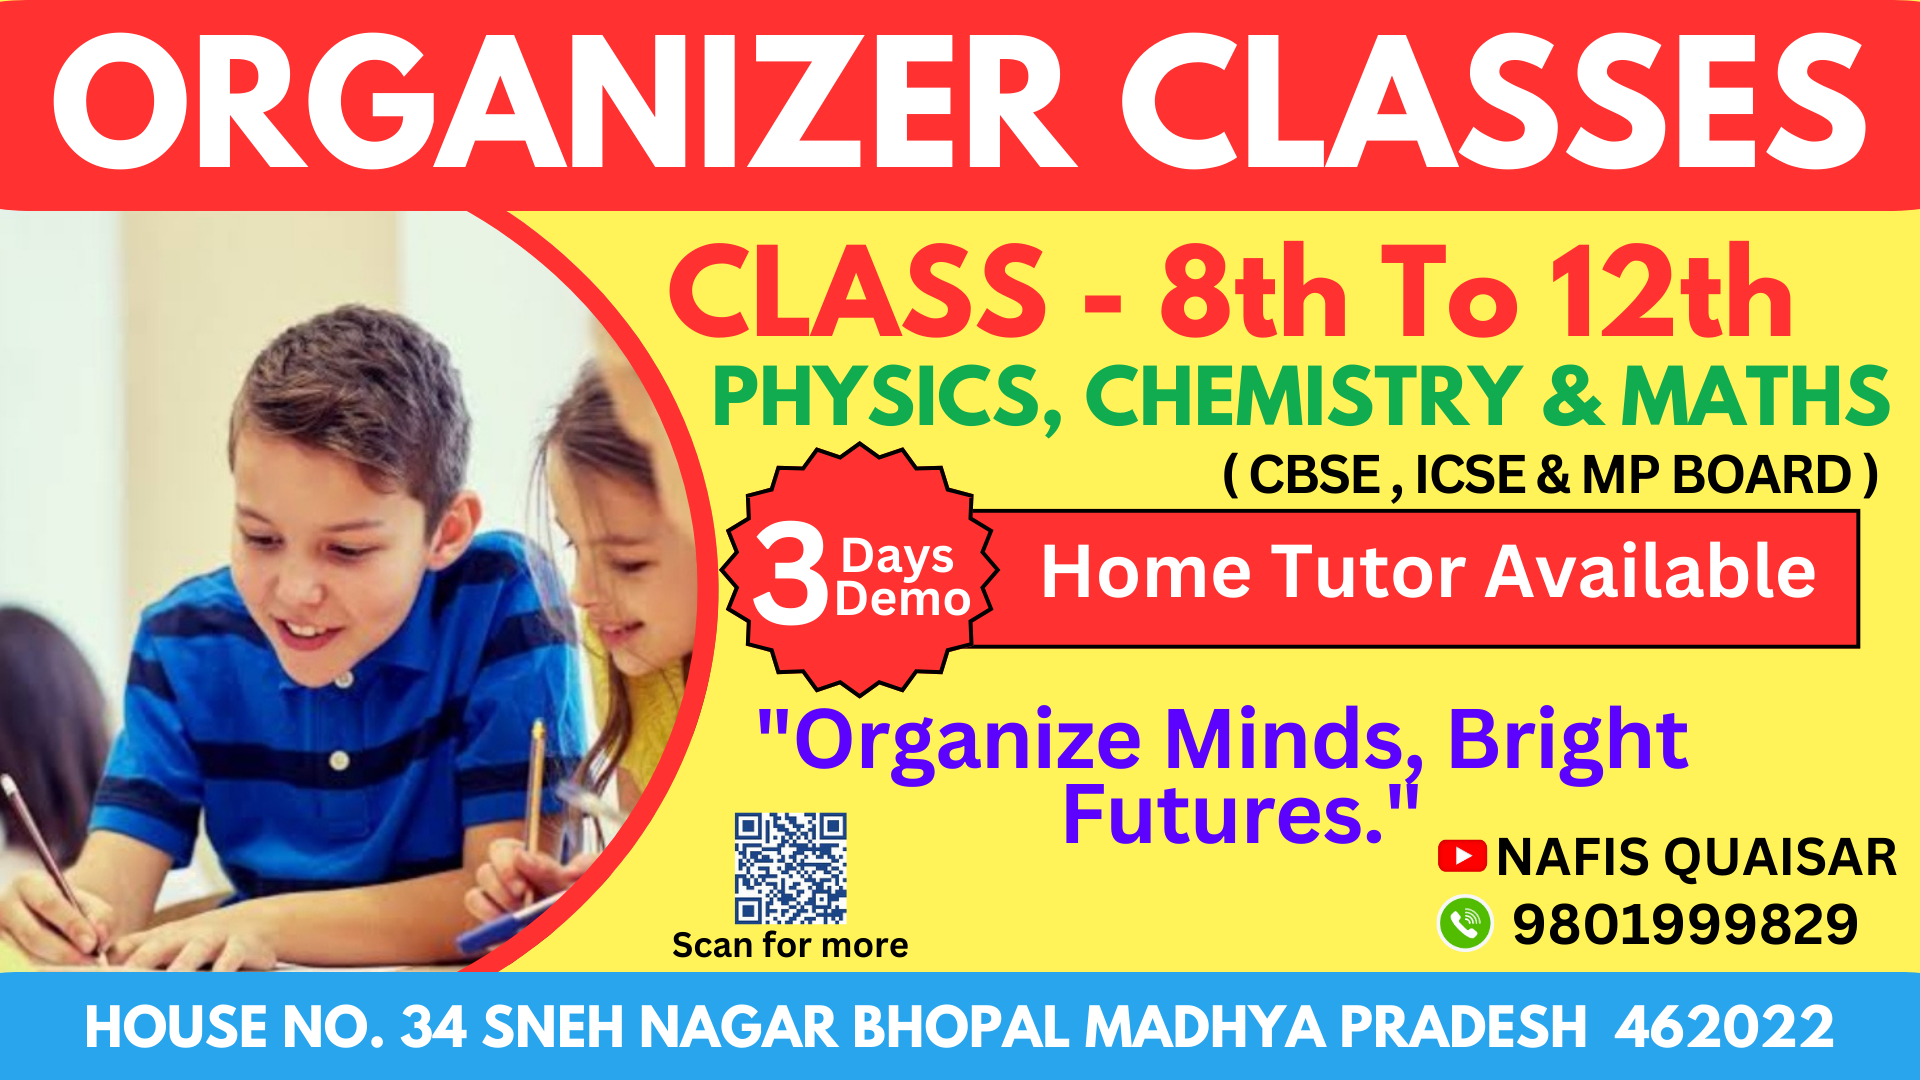 ORGANIZER CLASSES
CLASS - 8th To 12th
PHYSICS, CHEMISTRY & MATHS
( CBSE , ICSE & MP BOARD )
3 Days
Demo
Home Tutor Available
"Organize Minds, Bright
Futures."
NAFIS QUAISAR
9801999829
Scan for more
HOUSE NO. 34 SNEH NAGAR BHOPAL MADHYA PRADESH 462022